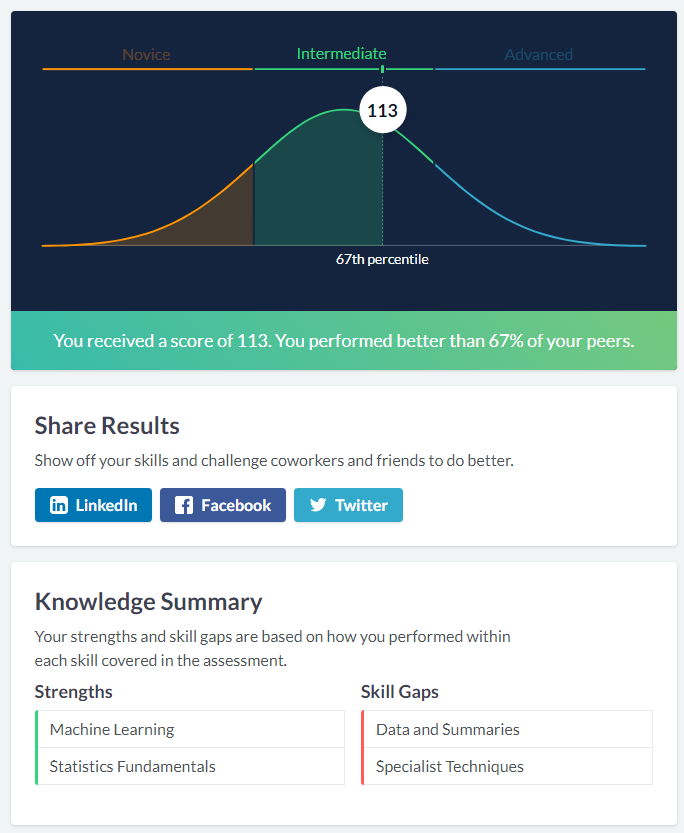 Novice Intermediate Advanced
113
67th percentile
You received a score of 113. You performed better than 67% of your peers.
Share Results
Show off your skills and challenge coworkers and friends to do better.
LinkedIn Facebook Twitter
Knowledge Summary
Your strengths and skill gaps are based on how you performed within
each skill covered in the assessment.
Strengths Skill Gaps
Machine Learning Data and Summaries
Statistics Fundamentals Specialist Techniques